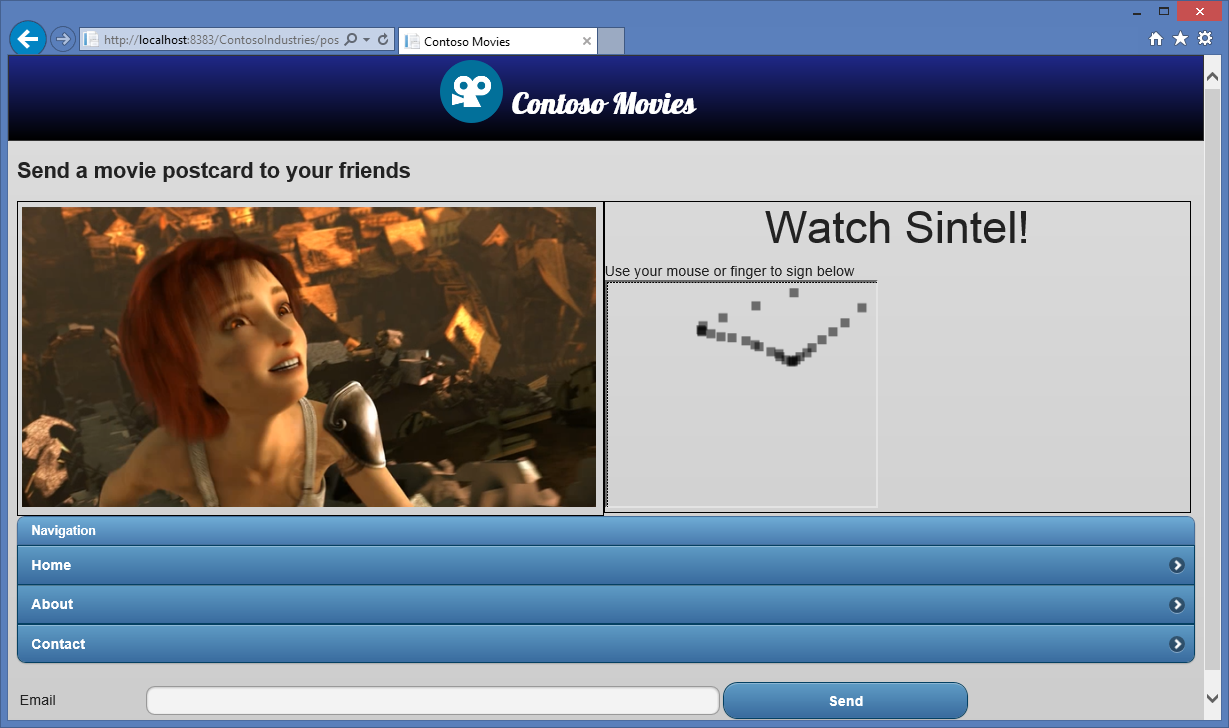 http://localhost:8383/ContosoIndustries/pos
Contoso Movies
Contoso Movies
Send a movie postcard to your friends
Watch Sintel!
Use your mouse or finger to sign below
Navigation
Home
About
Contact
Email
Send